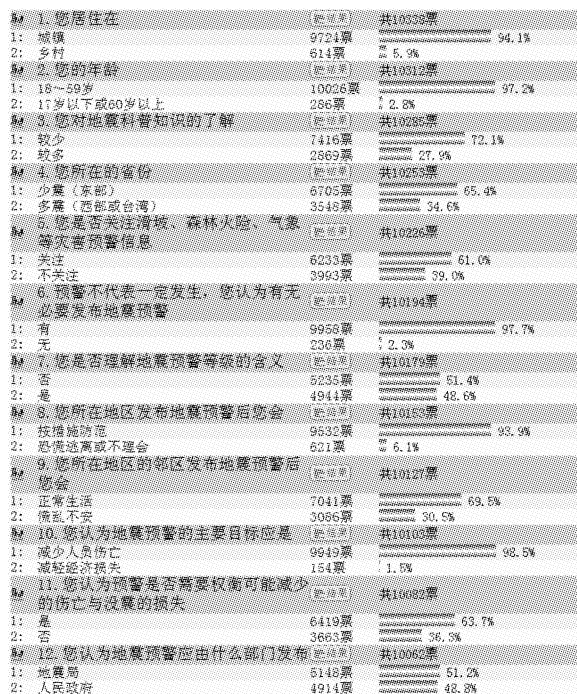 1. 您居住在 共10338票
1: 城镇 9724票 94.1%
2: 乡村 614票 5.9%
2. 您的年龄 共10312票
1: 18～59岁 10026票 97.2%
2: 17岁以下或60岁以上 286票 2.8%
3. 您对地震科普知识的了解 共10285票
1: 较少 7416票 72.1%
2: 较多 2869票 27.9%
4. 您所在的省份 共10253票
1: 少震（东部） 6705票 65.4%
2: 多震（西部或台湾） 3548票 34.6%
5. 您是否关注滑坡、森林火险、气象
等灾害预警信息 共10226票
1: 关注 6233票 61.0%
2: 不关注 3993票 39.0%
6. 预警不代表一定发生，您认为有无
必要发布地震预警 共10194票
1: 有 9958票 97.7%
2: 无 236票 2.3%
7. 您是否理解地震预警等级的含义 共10179票
1: 否 5235票 51.4%
2: 是 4944票 48.6%
8. 您所在地区发布地震预警后您会 共10153票
1: 按措施防范 9532票 93.9%
2: 恐慌逃离或不理会 621票 6.1%
9. 您所在地区的邻区发布地震预警后
您会 共10127票
1: 正常生活 7041票 69.5%
2: 慌乱不安 3086票 30.5%
10. 您认为地震预警的主要目标应是 共10103票
1: 减少人员伤亡 9949票 98.5%
2: 减轻经济损失 154票 1.5%
11. 您认为预警是否需要权衡可能减少
的伤亡与没震的损失 共10082票
1: 是 6419票 63.7%
2: 否 3663票 36.3%
12. 您认为地震预警应由什么部门发布 共10062票
1: 地震局 5148票 51.2%
2: 人民政府 4914票 48.8%